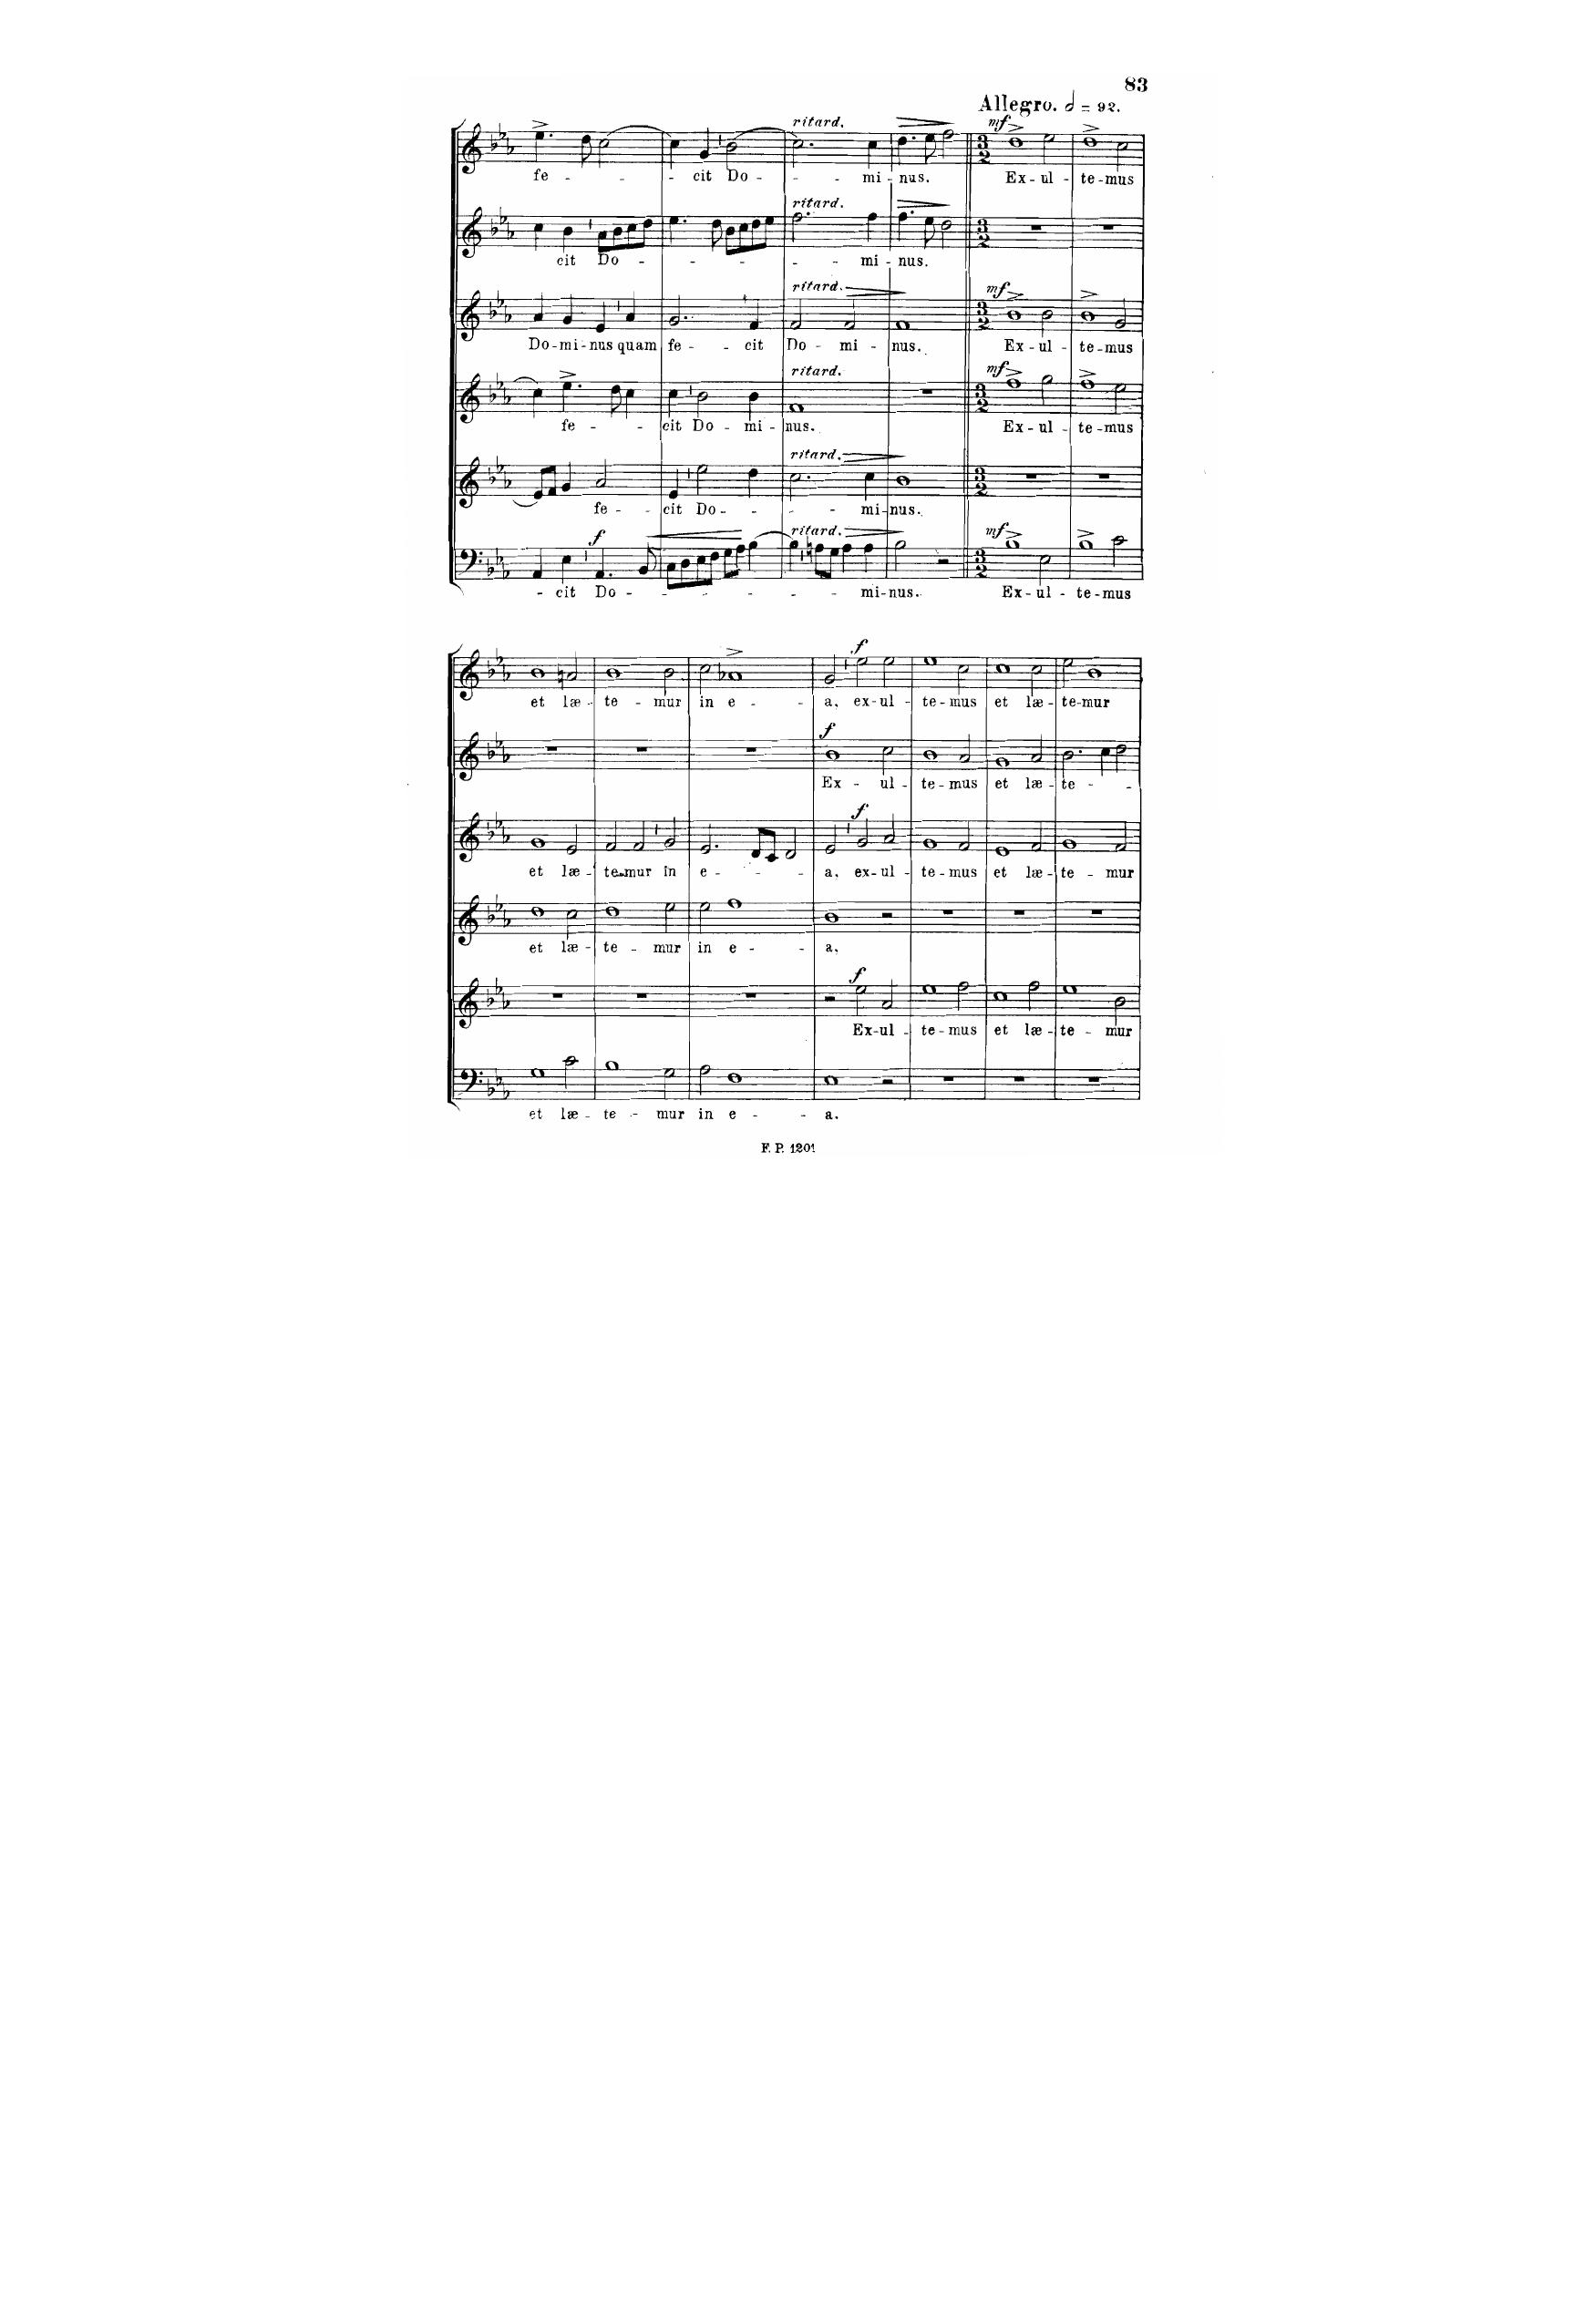 83
Allegro. = 92.
mf
ritard.
fe - - cit Do - - mi - nus. Ex - ul - te - mus
ritard.
cit Do - - - - - mi - nus.
ritard. mf
Do - mi - nus quam fe - - cit Do - mi - nus. Ex - ul - te - mus
ritard. mf
fe - - cit Do - mi - nus. Ex - ul - te - mus
ritard.
fe - - cit Do - - - mi - nus.
f ritard. mf
- cit Do - - - - - mi - nus. Ex - ul - te - mus
f
et læ - te - mur in e - - a, ex - ul - te - mus et læ - te - mur
f
Ex - ul - te - mus et læ - te - -
f
et læ - te - mur in e - - - a, ex - ul - te - mus et læ - te - mur
et læ - te - mur in e - - a,
f
Ex - ul - te - mus et læ - te - mur
et læ - te - mur in e - - a.
F. P. 1201